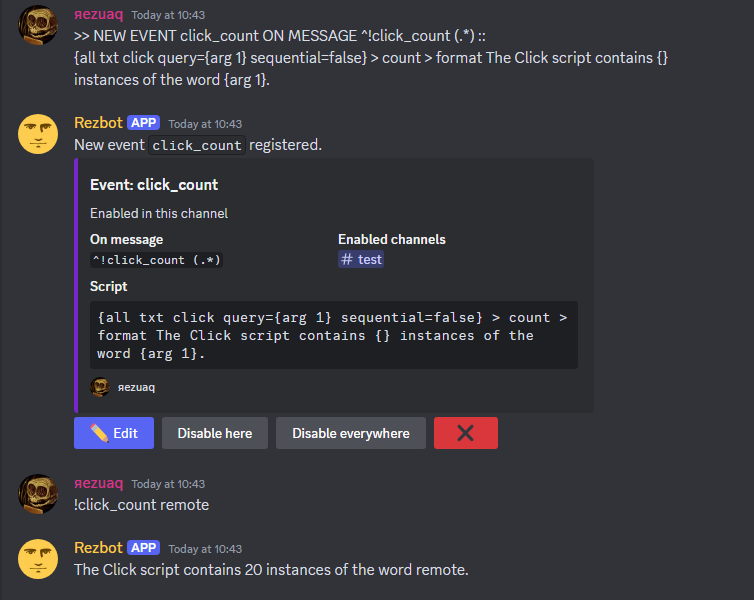 яezuaq Today at 10:43
>> NEW EVENT click_count ON MESSAGE ^!click_count (.*) ::
{all txt click query={arg 1} sequential=false} > count > format The Click script contains {}
instances of the word {arg 1}.
Rezbot APP Today at 10:43
New event click_count registered.
Event: click_count
Enabled in this channel
On message
^!click_count (.*)
Enabled channels
# test
Script
{all txt click query={arg 1} sequential=false} > count >
format The Click script contains {} instances of the
word {arg 1}.
яezuaq
Edit Disable here Disable everywhere
яezuaq Today at 10:43
!click_count remote
Rezbot APP Today at 10:43
The Click script contains 20 instances of the word remote.